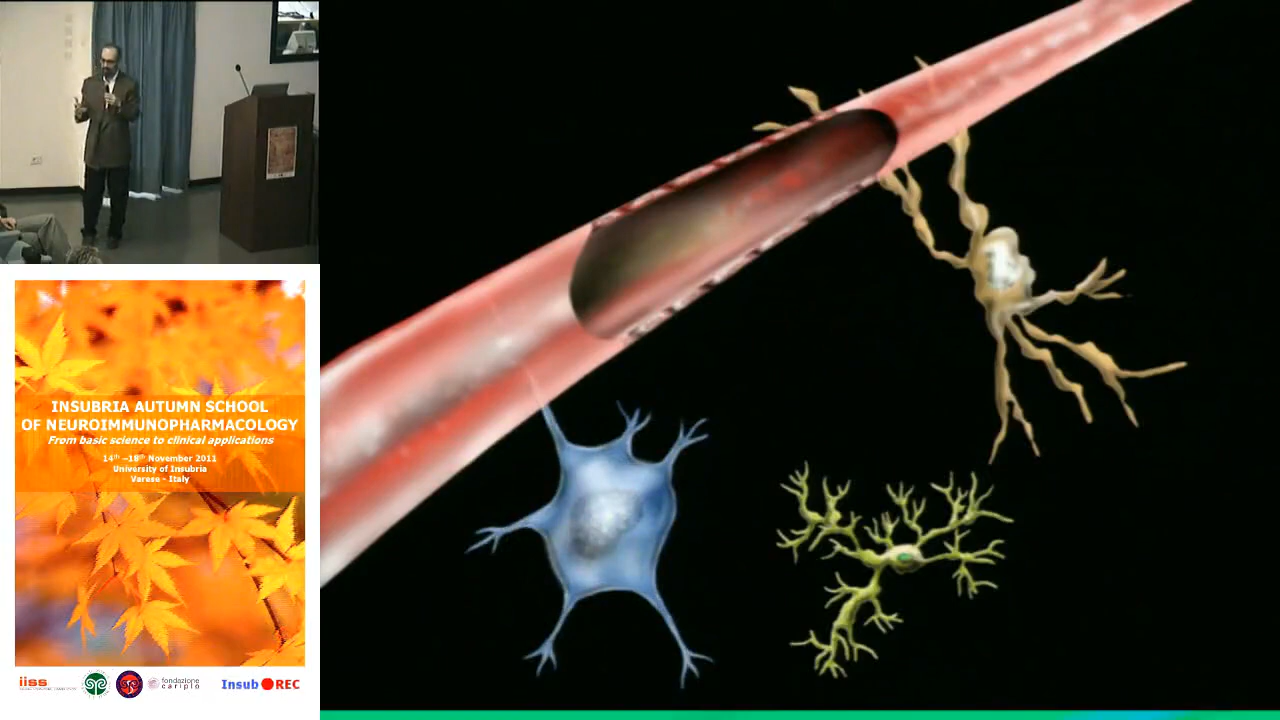 INSUBRIA AUTUMN SCHOOL
OF NEUROIMMUNOPHARMACOLOGY
From basic science to clinical applications
14th –18th November 2011
University of Insubria
Varese - Italy
iiss
fondazione
cariplo
Insub REC